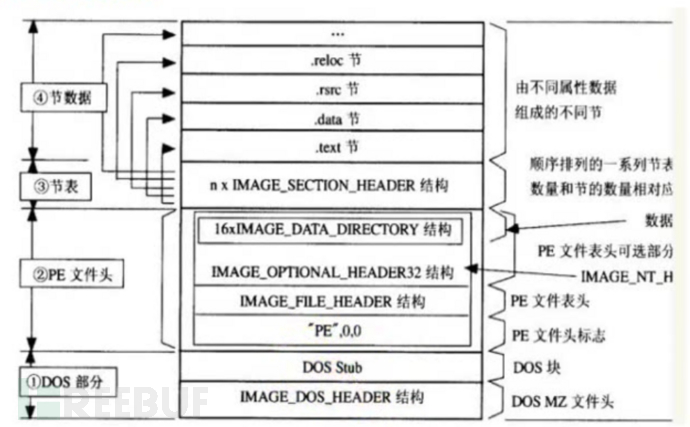 ...
.reloc 节
.rsrc 节
.data 节
.text 节
n x IMAGE_SECTION_HEADER 结构
16xIMAGE_DATA_DIRECTORY 结构
IMAGE_OPTIONAL_HEADER32 结构
IMAGE_FILE_HEADER 结构
"PE",0,0
DOS Stub
IMAGE_DOS_HEADER 结构
④节数据
③节表
②PE 文件头
①DOS 部分
由不同属性数据
组成的不同节
顺序排列的一系列节表
数量和节的数量相对应
数据
PE 文件表头可选部分
IMAGE_NT_H
PE 文件表头
PE 文件头标志
DOS 块
DOS MZ 文件头
FREEBUF